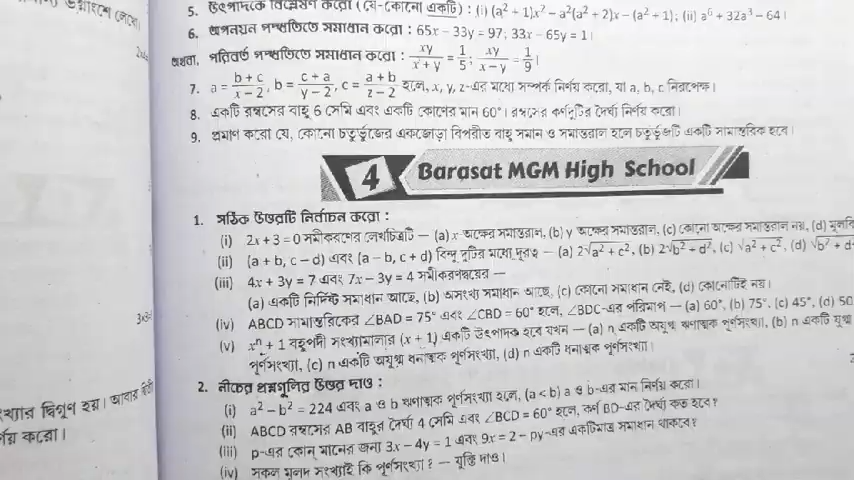 5. উৎপাদকে বিশ্লেষণ করো (যে-কোনো একটি) : (i) (a² + 1)x² − a²(a² + 2)x − (a² + 1); (ii) a⁶ + 32a³ − 64।
6. অপনয়ন পদ্ধতিতে সমাধান করো : 65x − 33y = 97; 33x − 65y = 1।
অথবা, পরিবর্ত পদ্ধতিতে সমাধান করো : xy/(x + y) = 1/5; xy/(x − y) = 1/9।
7. a = (b + c)/(x − 2), b = (c + a)/(y − 2), c = (a + b)/(z − 2) হলে, x, y, z-এর মধ্যে সম্পর্ক নির্ণয় করো, যা a, b, c নিরপেক্ষ।
8. একটি রম্বসের বাহু 6 সেমি এবং একটি কোণের মান 60°। রম্বসের কর্ণদুটির দৈর্ঘ্য নির্ণয় করো।
9. প্রমাণ করো যে, কোনো চতুর্ভুজের একজোড়া বিপরীত বাহু সমান ও সমান্তরাল হলে চতুর্ভুজটি একটি সামান্তরিক হবে।
4 Barasat MGM High School
1. সঠিক উত্তরটি নির্বাচন করো :
(i) 2x + 3 = 0 সমীকরণের লেখচিত্রটি — (a) x অক্ষের সমান্তরাল, (b) y অক্ষের সমান্তরাল, (c) কোনো অক্ষের সমান্তরাল নয়, (d)
(ii) (a + b, c − d) এবং (a − b, c + d) বিন্দু দুটির মধ্যে দূরত্ব — (a) 2√a² + c², (b) 2√b² + d², (c) √a² + c², (d) √b² + d
(iii) 4x + 3y = 7 এবং 7x − 3y = 4 সমীকরণদ্বয়ের —
(a) একটি নির্দিষ্ট সমাধান আছে, (b) অসংখ্য সমাধান আছে, (c) কোনো সমাধান নেই, (d) কোনোটিই নয়।
(iv) ABCD সামান্তরিকের ∠BAD = 75° এবং ∠CBD = 60° হলে, ∠BDC-এর পরিমাপ — (a) 60°, (b) 75°, (c) 45°, (d) 50
(v) xⁿ + 1 বহুপদী সংখ্যামালার (x + 1) একটি উৎপাদক হবে যখন — (a) n একটি অযুগ্ম ঋণাত্মক পূর্ণসংখ্যা, (b) n একটি যুগ্ম
পূর্ণসংখ্যা, (c) n একটি অযুগ্ম ধনাত্মক পূর্ণসংখ্যা, (d) n একটি ধনাত্মক পূর্ণসংখ্যা।
2. নীচের প্রশ্নগুলির উত্তর দাও :
(i) a² − b² = 224 এবং a ও b ঋণাত্মক পূর্ণসংখ্যা হলে, (a < b) a ও b-এর মান নির্ণয় করো।
(ii) ABCD রম্বসের AB বাহুর দৈর্ঘ্য 4 সেমি এবং ∠BCD = 60° হলে, কর্ণ BD-এর দৈর্ঘ্য কত হবে?
(iii) p-এর কোন্ মানের জন্য 3x − 4y = 1 এবং 9x = 2 − py-এর একটিমাত্র সমাধান থাকবে?
(iv) সকল মূলদ সংখ্যাই কি পূর্ণসংখ্যা? — যুক্তি দাও।
দ্বিগুণ হয়। আবার
করো।